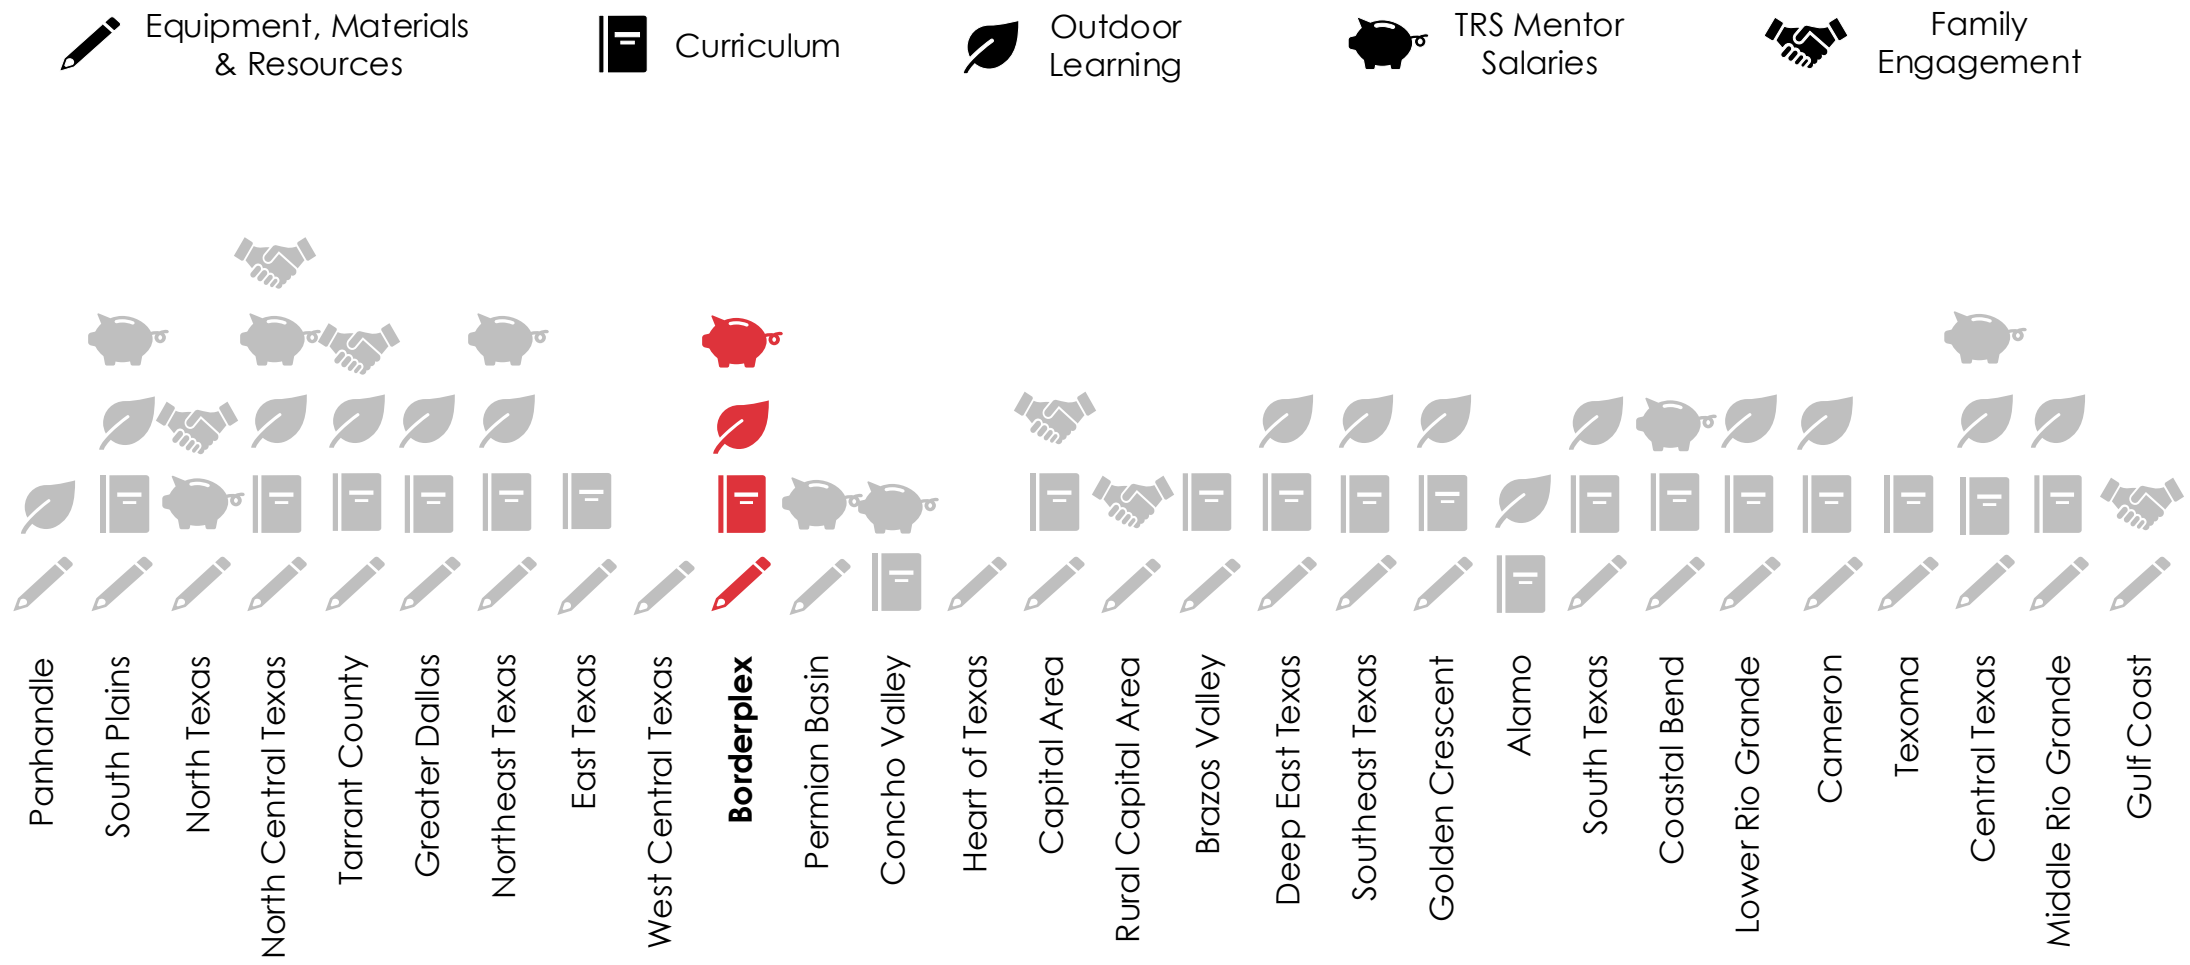 Equipment, Materials
& Resources
Curriculum
Outdoor
Learning
TRS Mentor
Salaries
Family
Engagement
Panhandle
South Plains
North Texas
North Central Texas
Tarrant County
Greater Dallas
Northeast Texas
East Texas
West Central Texas
Borderplex
Permian Basin
Concho Valley
Heart of Texas
Capital Area
Rural Capital Area
Brazos Valley
Deep East Texas
Southeast Texas
Golden Crescent
Alamo
South Texas
Coastal Bend
Lower Rio Grande
Cameron
Texoma
Central Texas
Middle Rio Grande
Gulf Coast